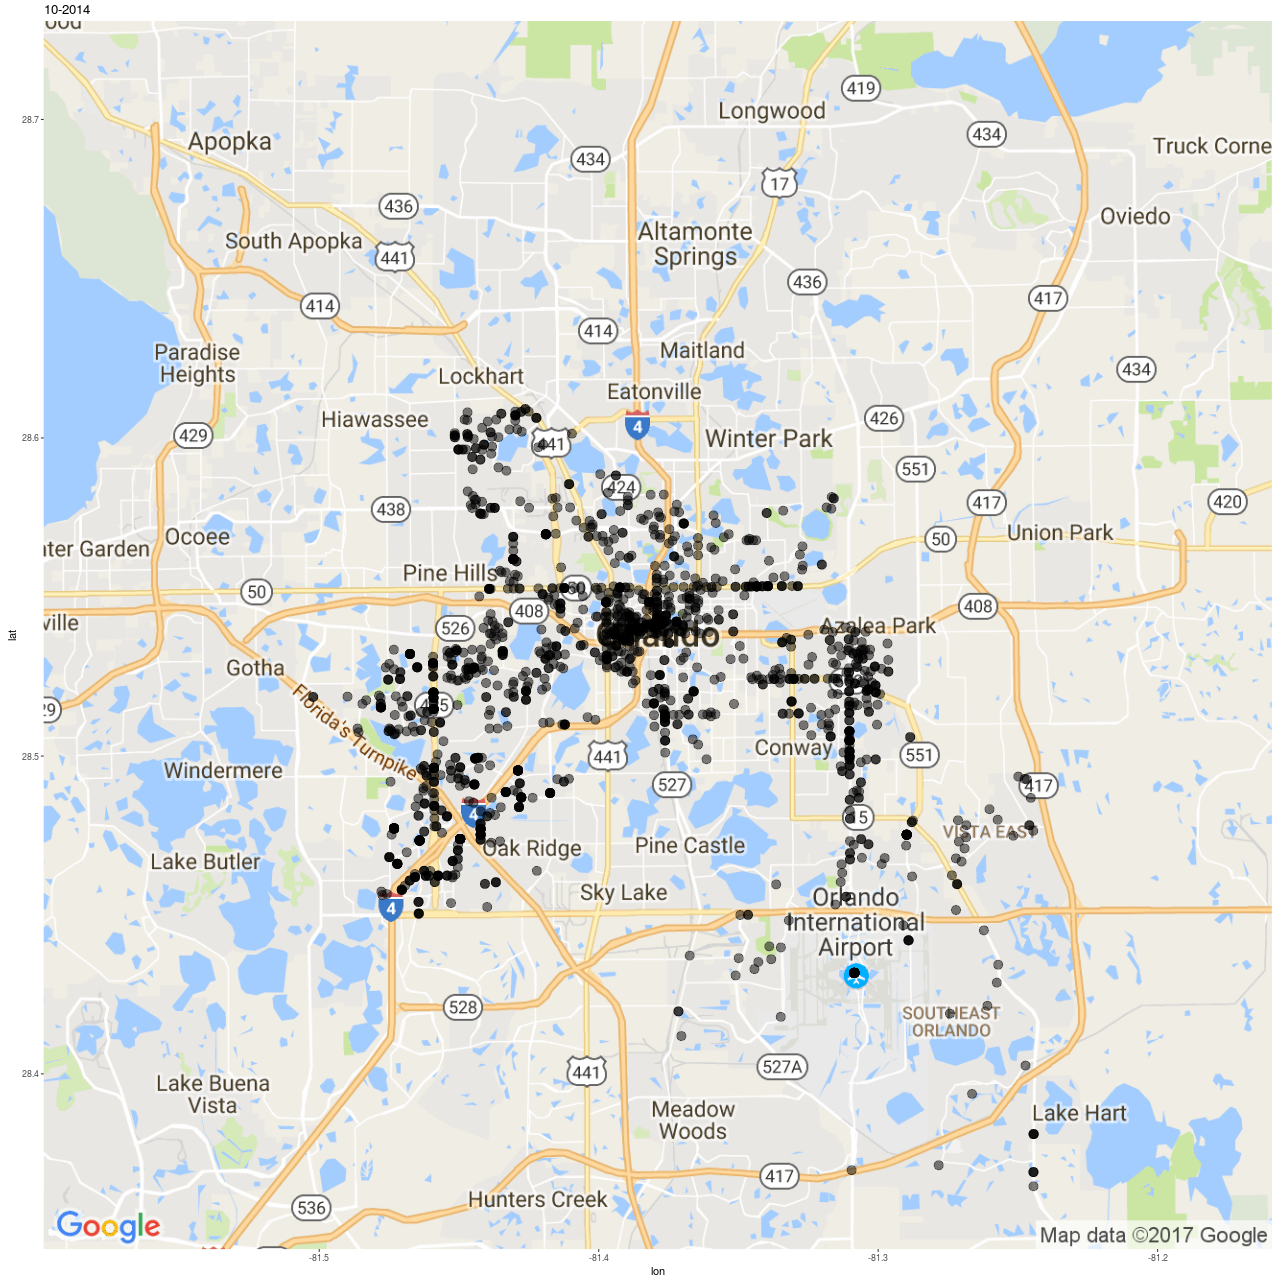 10-2014
28.7
419
Longwood
434
Apopka
Truck Corne
434
17
436
Oviedo
Altamonte
Springs
South Apopka
441
436
417
414
414
Maitland
Paradise
Heights
434
Lockhart
Eatonville
Hiawassee
426
4
28.6
429
441
Winter Park
551
424
417
420
438
Ocoee
50
Union Park
ater Garden
Pine Hills
50
50
408
408
ville
526
Azalea Park
lat
Gotha
29
Florida's Turnpike
Conway
28.5
441
551
Windermere
527
417
4
15
VISTA EAST
Oak Ridge
Pine Castle
Lake Butler
Sky Lake
Orlando
International
Airport
4
528
SOUTHEAST
ORLANDO
28.4
441
527A
Lake Buena
Vista
Meadow
Woods
Lake Hart
417
Hunters Creek
536
Google
Map data ©2017 Google
-81.5
-81.4
-81.3
-81.2
lon